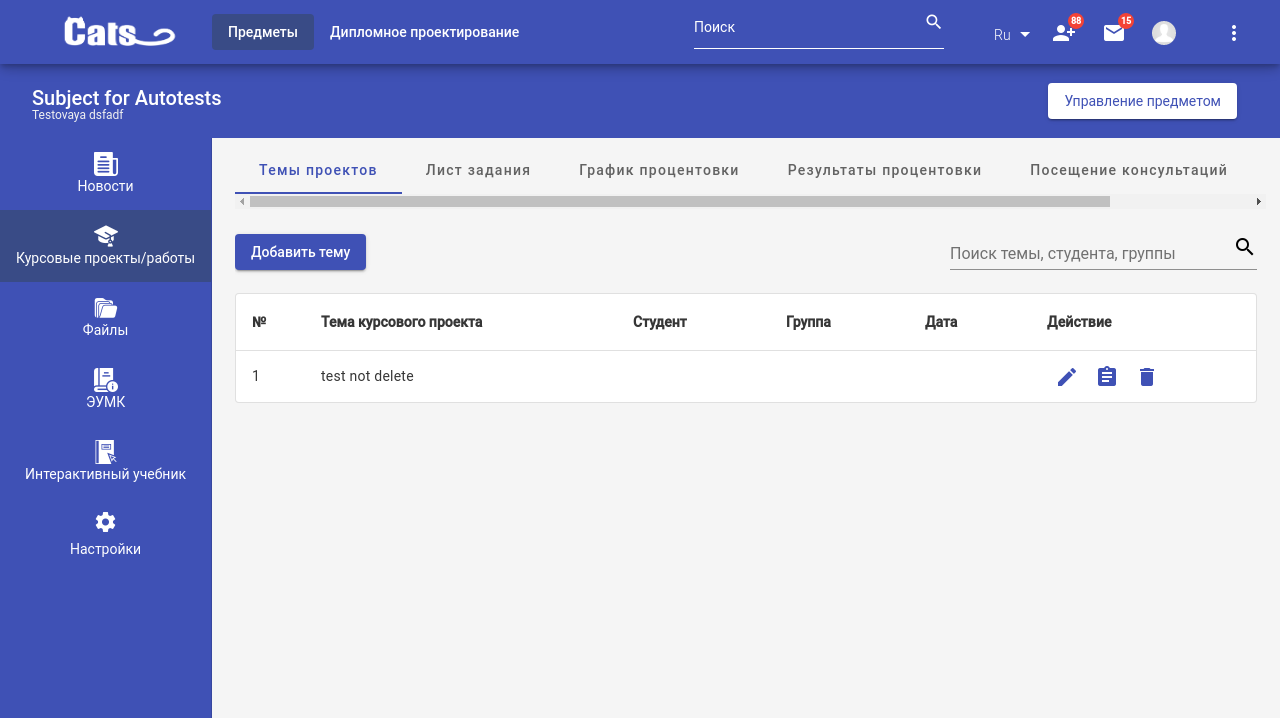 Cats
Предметы
Дипломное проектирование
Поиск
Ru
88
15
Subject for Autotests
Testovaya dsfadf
Управление предметом
Новости
Курсовые проекты/работы
Файлы
ЭУМК
Интерактивный учебник
Настройки
Темы проектов
Лист задания
График процентовки
Результаты процентовки
Посещение консультаций
Добавить тему
Поиск темы, студента, группы
№ Тема курсового проекта Студент Группа Дата Действие
1 test not delete